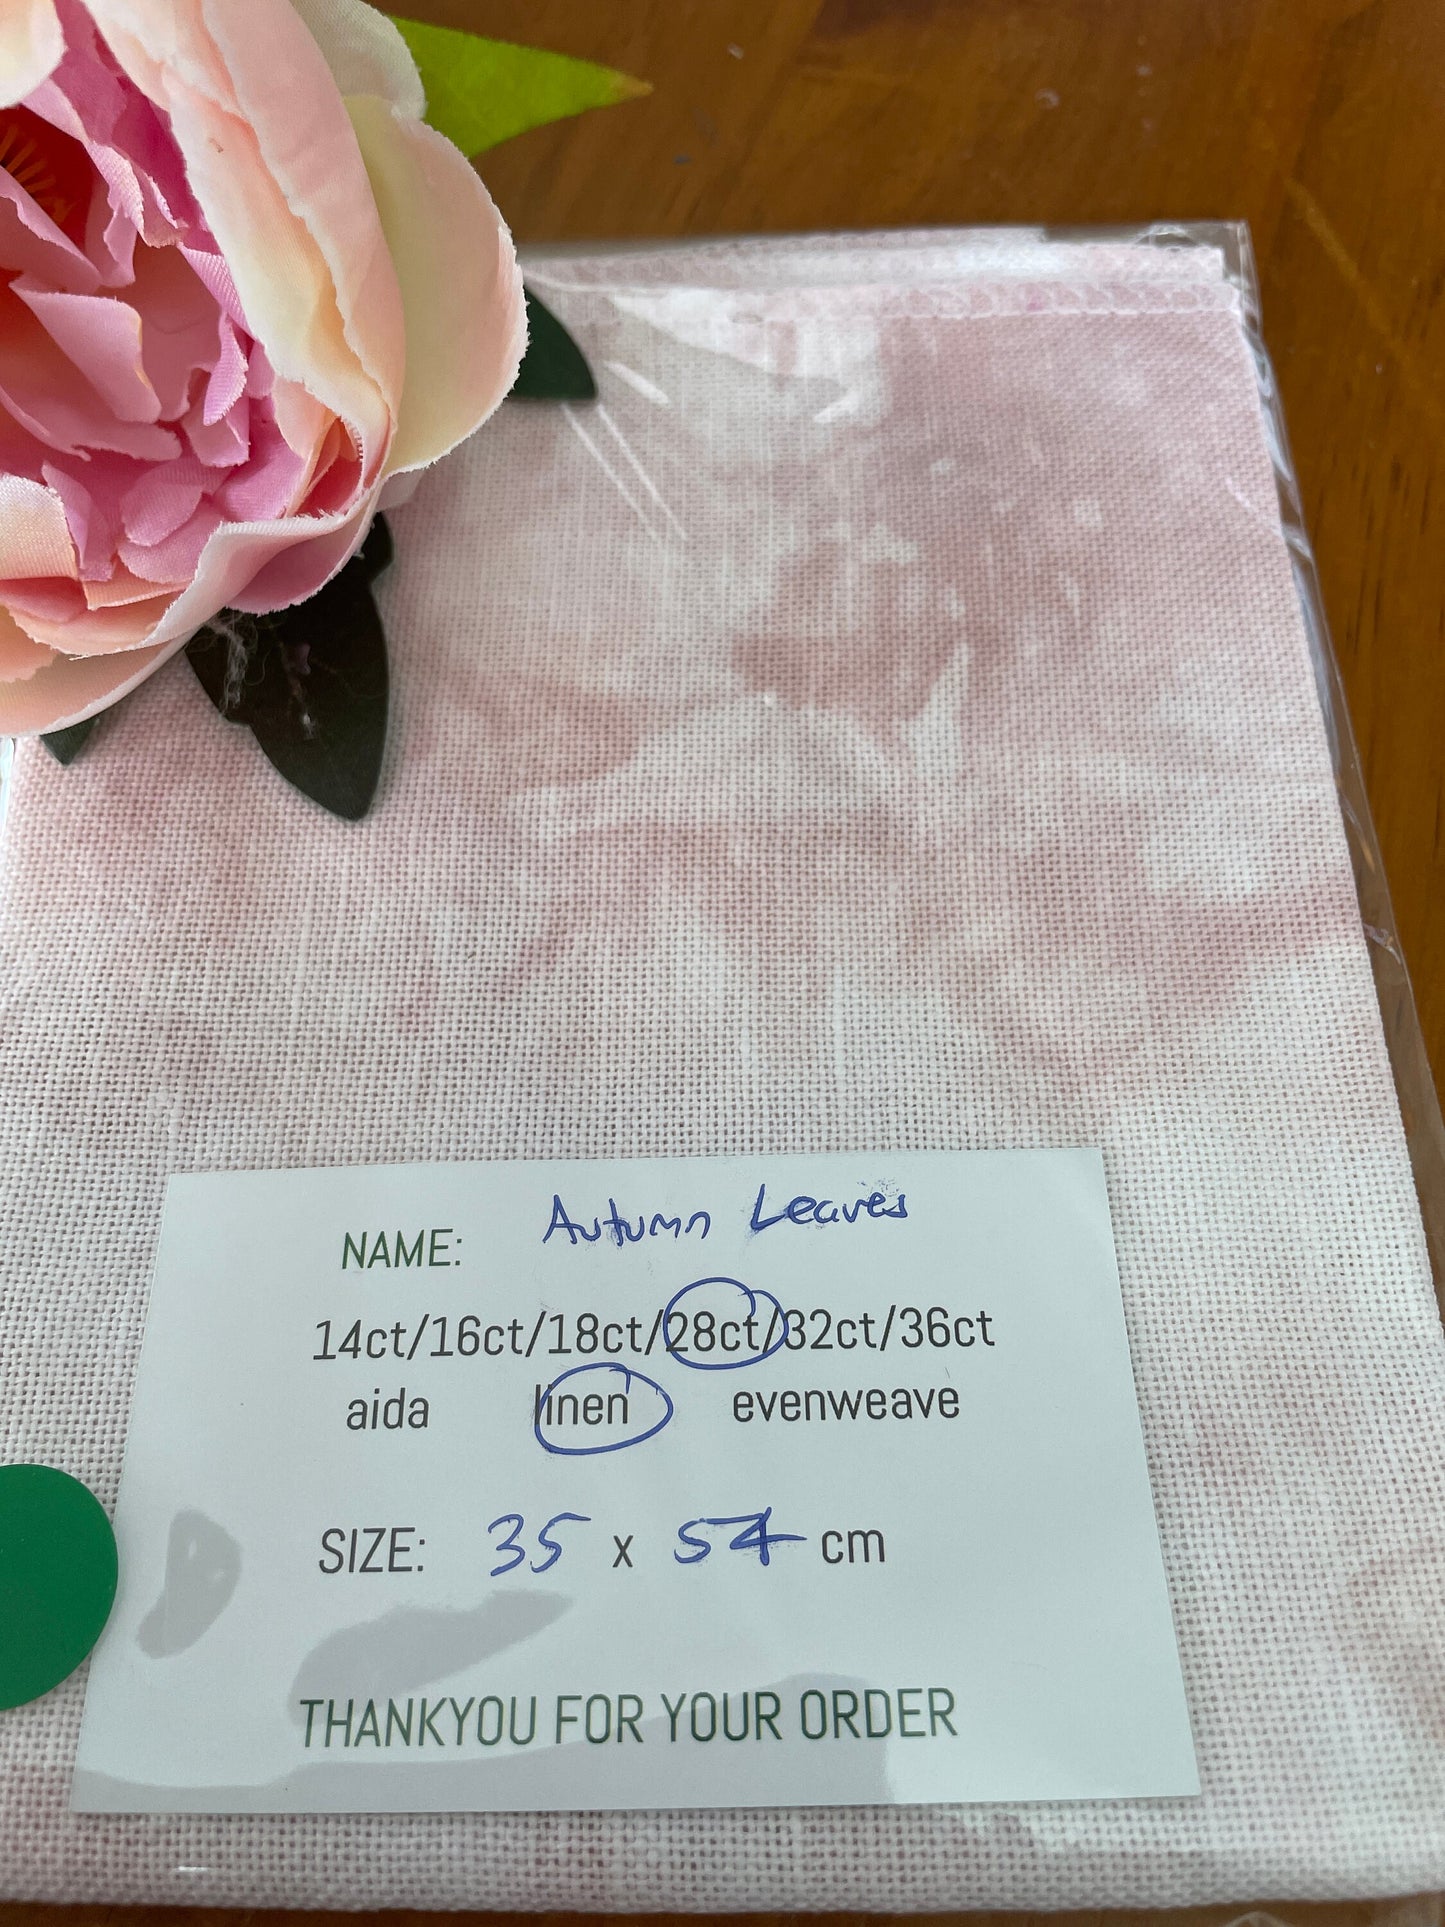 NAME: Autumn Leaves
14ct/16ct/18ct/28ct/32ct/36ct
aida linen evenweave
SIZE: 35 x 54 cm
THANKYOU FOR YOUR ORDER